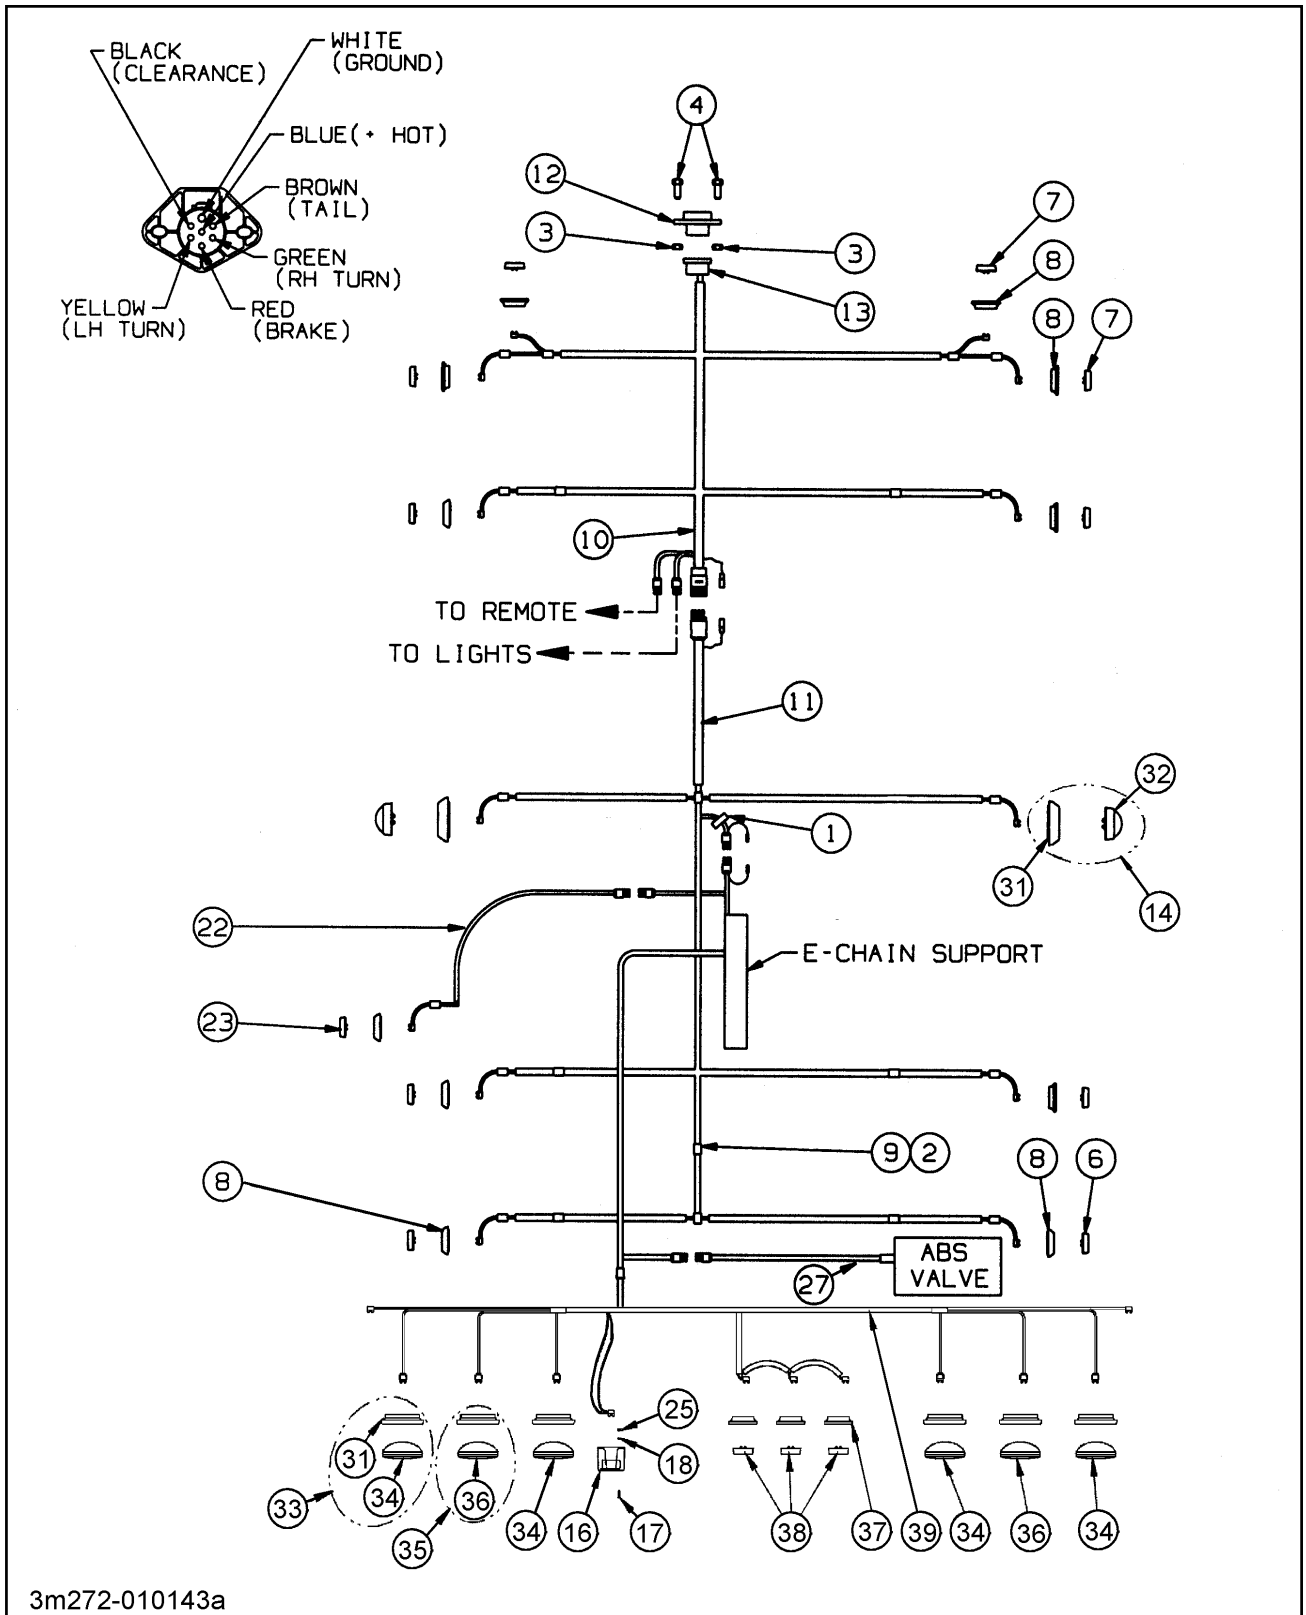 BLACK
(CLEARANCE)
WHITE
(GROUND)
BLUE(+ HOT)
BROWN
(TAIL)
GREEN
(RH TURN)
YELLOW
(LH TURN)
RED
(BRAKE)
4
12
3
3
13
7
8
8
7
10
TO REMOTE
TO LIGHTS
11
32
1
31
14
22
E-CHAIN SUPPORT
23
9 2
8
8
6
ABS
VALVE
27
31
34
33
36
35
34
25
18
16
17
38
37
39
34
36
34
3m272-010143a